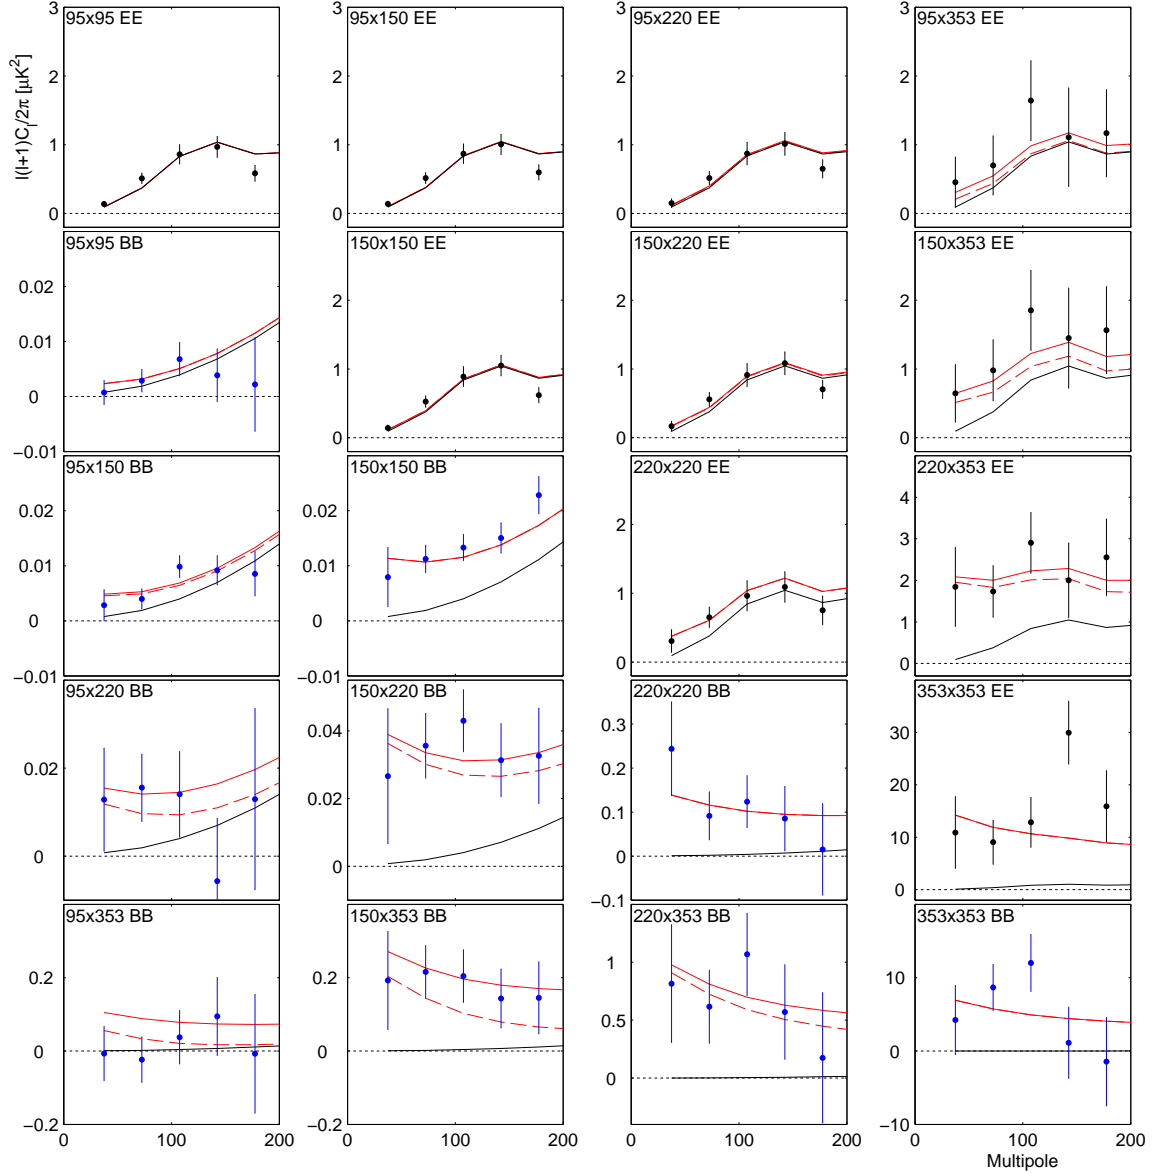 95x95 EE
95x150 EE
95x220 EE
95x353 EE
l(l+1)C_l/2π [μK²]
3
2
1
0
3
2
1
0
3
2
1
0
3
2
1
0
95x95 BB
150x150 EE
150x220 EE
150x353 EE
0.02
0.01
0
−0.01
2
1
0
2
1
0
2
1
0
95x150 BB
150x150 BB
220x220 EE
220x353 EE
0.02
0.01
0
−0.01
0.02
0.01
0
−0.01
2
1
0
4
3
2
1
0
95x220 BB
150x220 BB
220x220 BB
353x353 EE
0.02
0
0.04
0.02
0
0.3
0.2
0.1
0
−0.1
30
20
10
0
95x353 BB
150x353 BB
220x353 BB
353x353 BB
0.2
0
−0.2
0.2
0
1
0.5
0
10
0
−10
0 100 200
0 100 200
0 100 200
0 100 200
Multipole